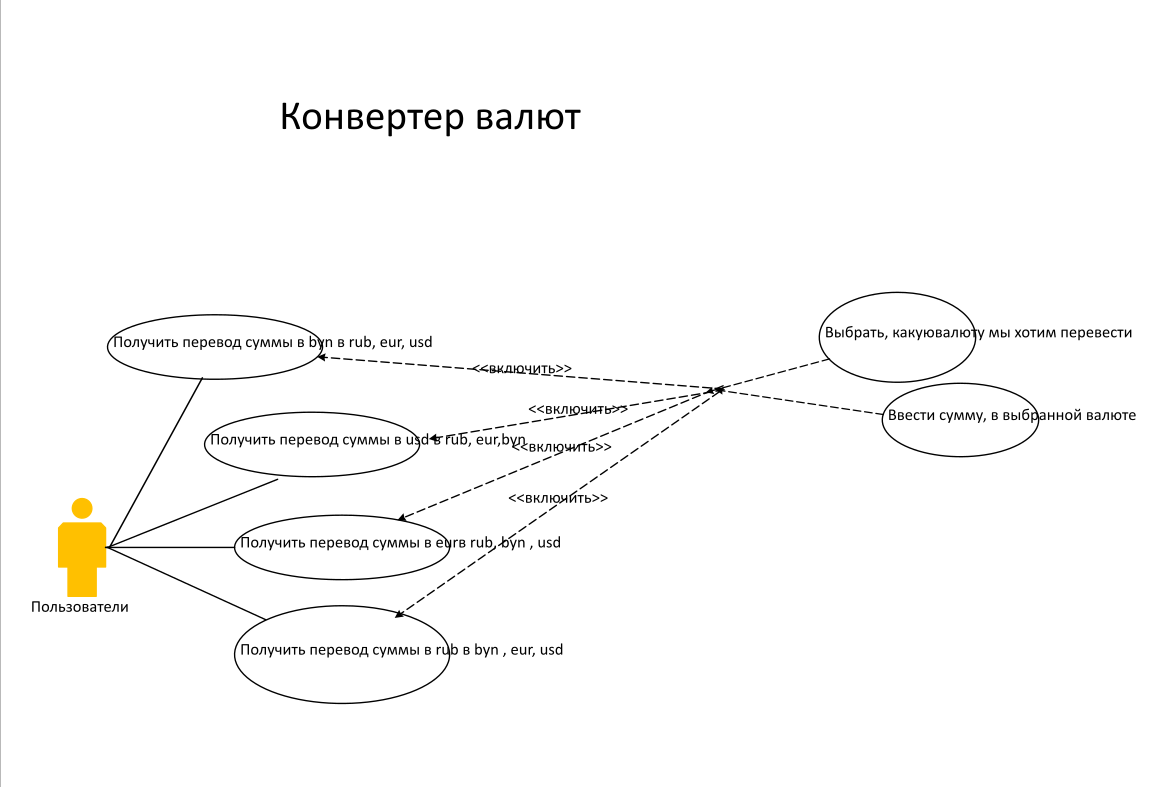 Конвертер валют
Получить перевод суммы в byn в rub, eur, usd
Выбрать, какуювалюту мы хотим перевести
<<включить>>
<<включить>>
Ввести сумму, в выбранной валюте
Получить перевод суммы в usd в rub, eur,byn
<<включить>>
<<включить>>
Получить перевод суммы в eurв rub, byn , usd
Пользователи
Получить перевод суммы в rub в byn , eur, usd